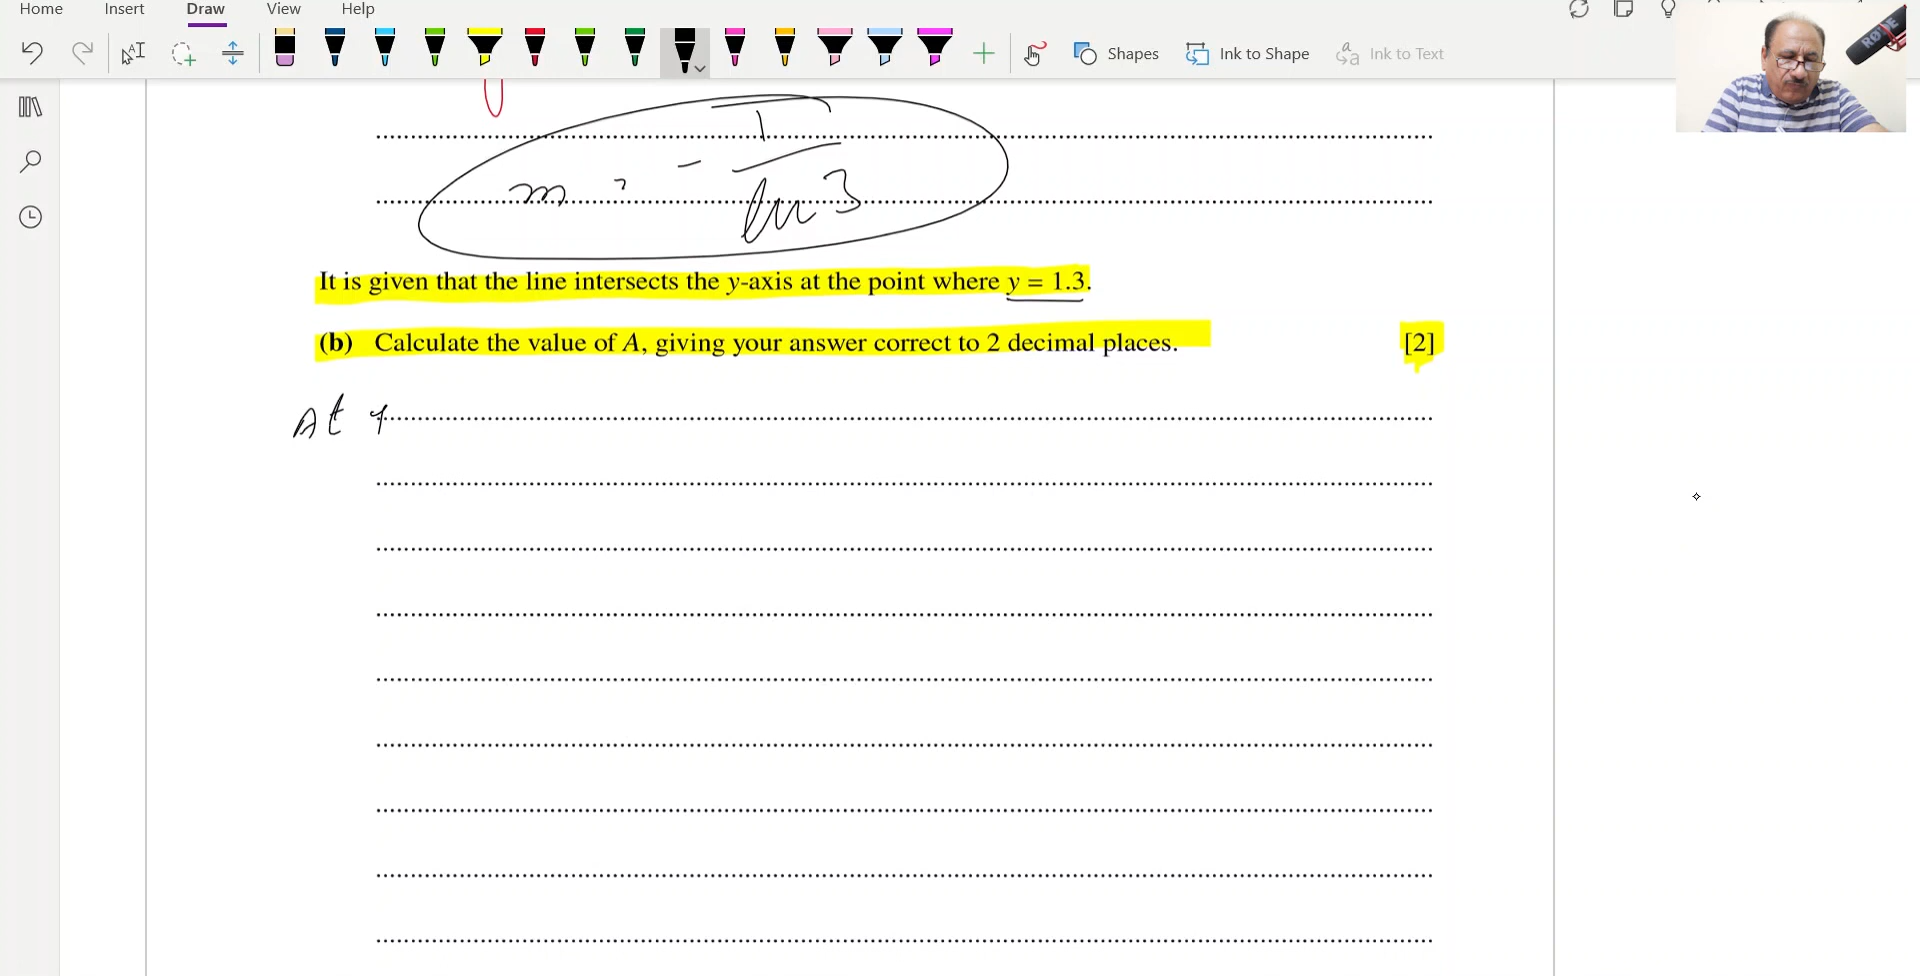 Home Insert Draw View Help
Shapes Ink to Shape Ink to Text
RØDE
m = - 1
ln 3
It is given that the line intersects the y-axis at the point where y = 1.3.
(b) Calculate the value of A, giving your answer correct to 2 decimal places. [2]
At